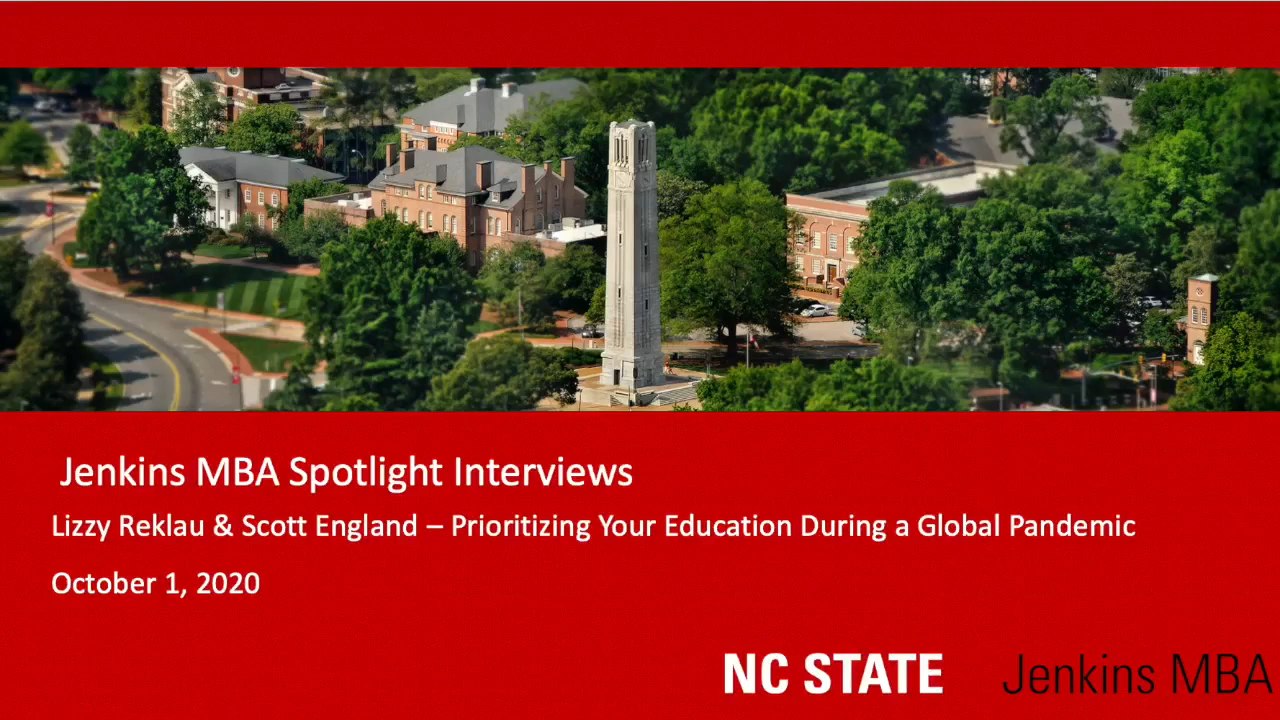 Jenkins MBA Spotlight Interviews
Lizzy Reklau & Scott England – Prioritizing Your Education During a Global Pandemic
October 1, 2020
NC STATE Jenkins MBA